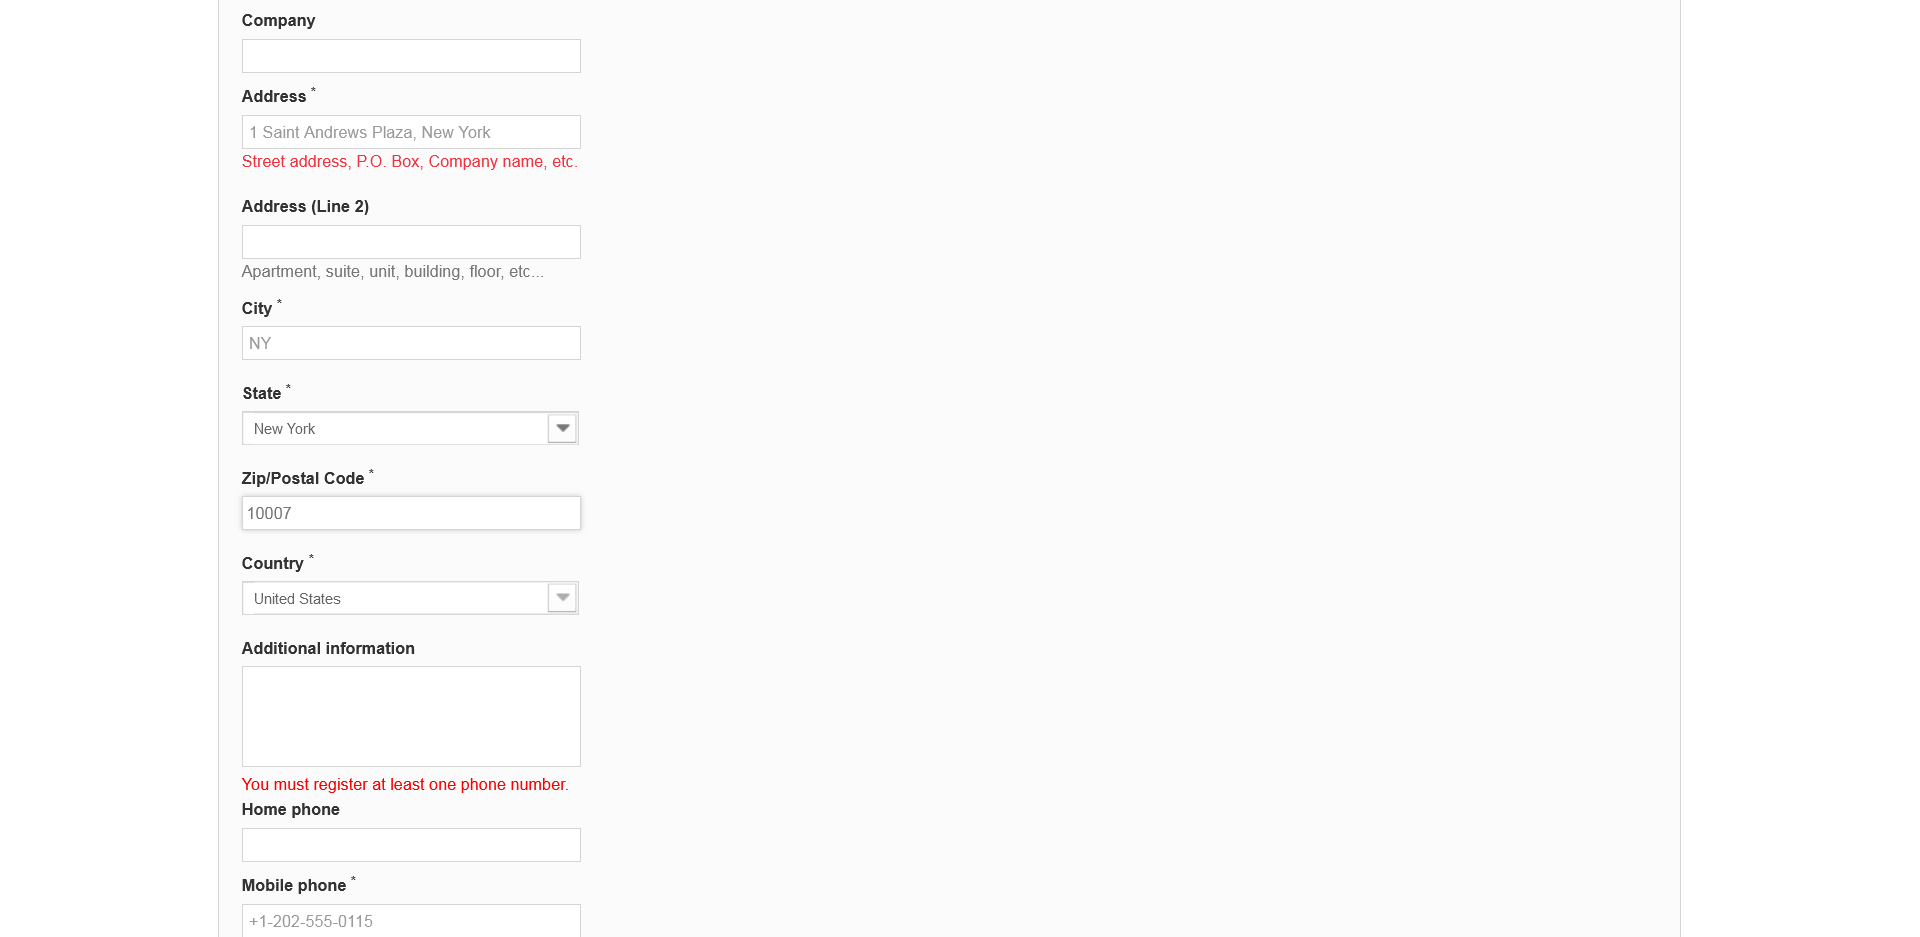 Company
Address *
1 Saint Andrews Plaza, New York
Street address, P.O. Box, Company name, etc.
Address (Line 2)
Apartment, suite, unit, building, floor, etc...
City *
NY
State *
New York
Zip/Postal Code *
10007
Country *
United States
Additional information
You must register at least one phone number.
Home phone
Mobile phone *
+1-202-555-0115